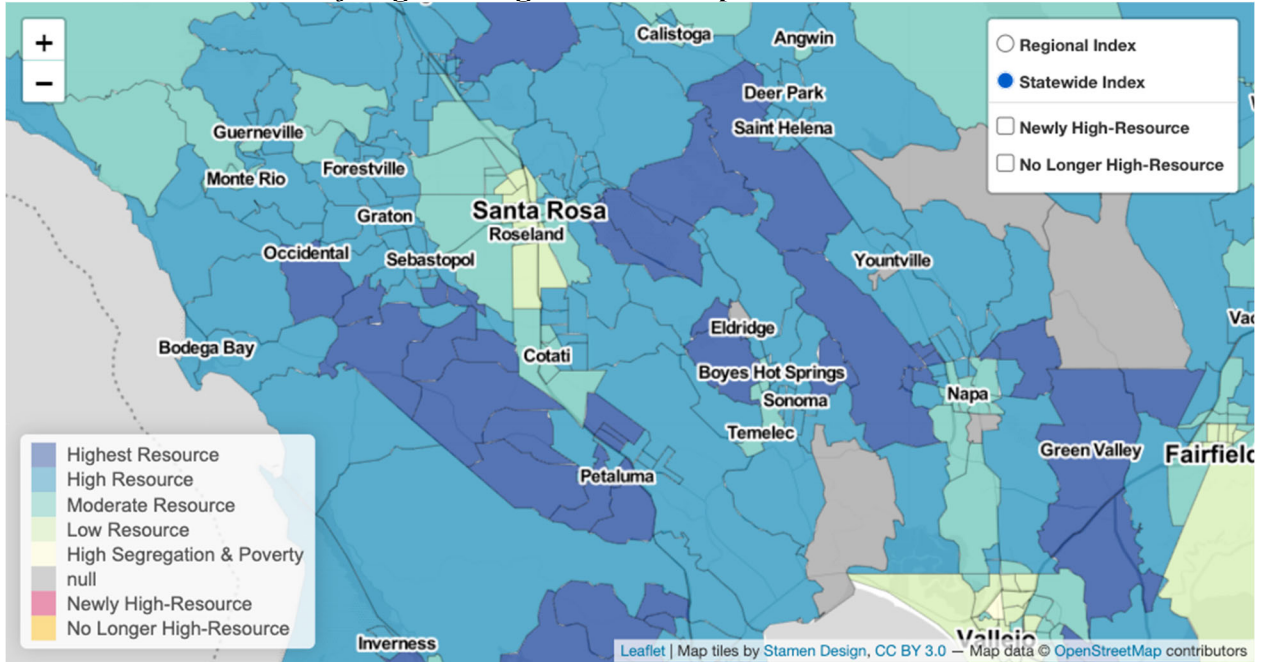 +
−
Calistoga
Angwin
Regional Index
Statewide Index
Newly High-Resource
No Longer High-Resource
Deer Park
Saint Helena
Guerneville
Forestville
Monte Rio
Graton
Santa Rosa
Roseland
Occidental
Sebastopol
Yountville
Eldridge
Bodega Bay
Cotati
Boyes Hot Springs
Sonoma
Napa
Temelec
Green Valley
Fairfield
Petaluma
Highest Resource
High Resource
Moderate Resource
Low Resource
High Segregation & Poverty
null
Newly High-Resource
No Longer High-Resource
Inverness
Vallejo
Leaflet | Map tiles by Stamen Design, CC BY 3.0 — Map data © OpenStreetMap contributors